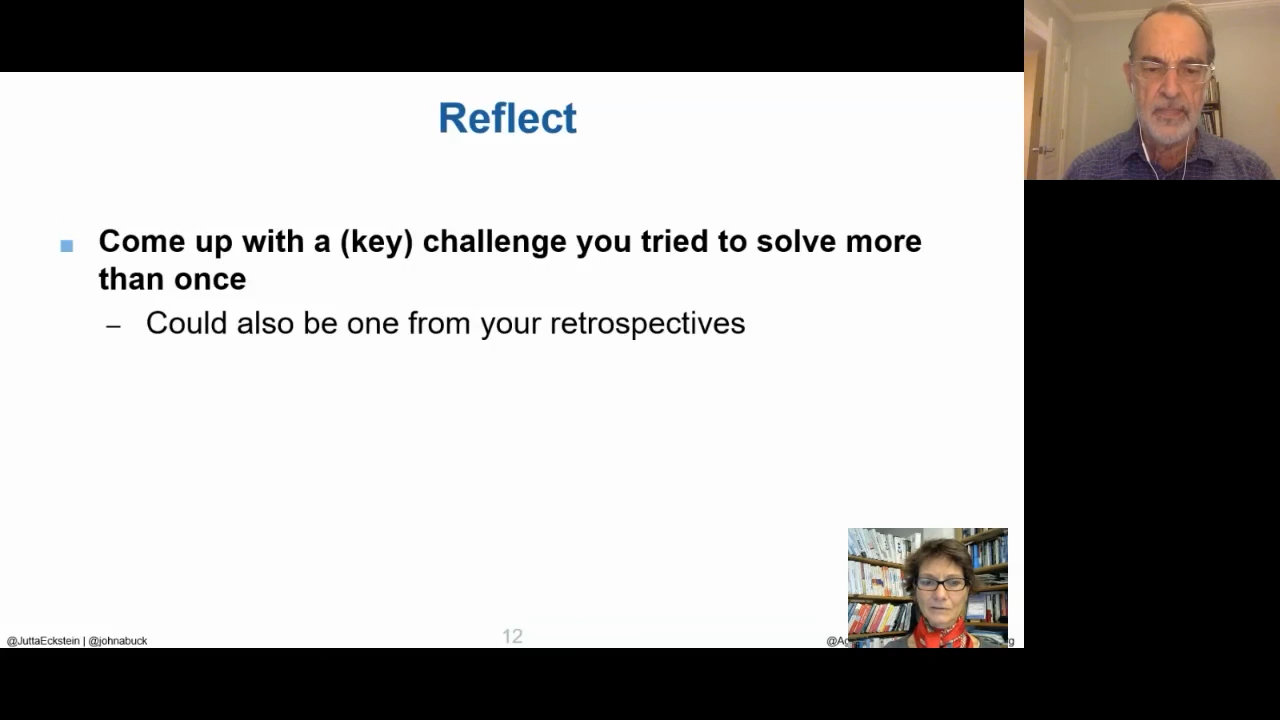 Reflect
Come up with a (key) challenge you tried to solve more
than once
– Could also be one from your retrospectives
@JuttaEckstein | @johnabuck
12